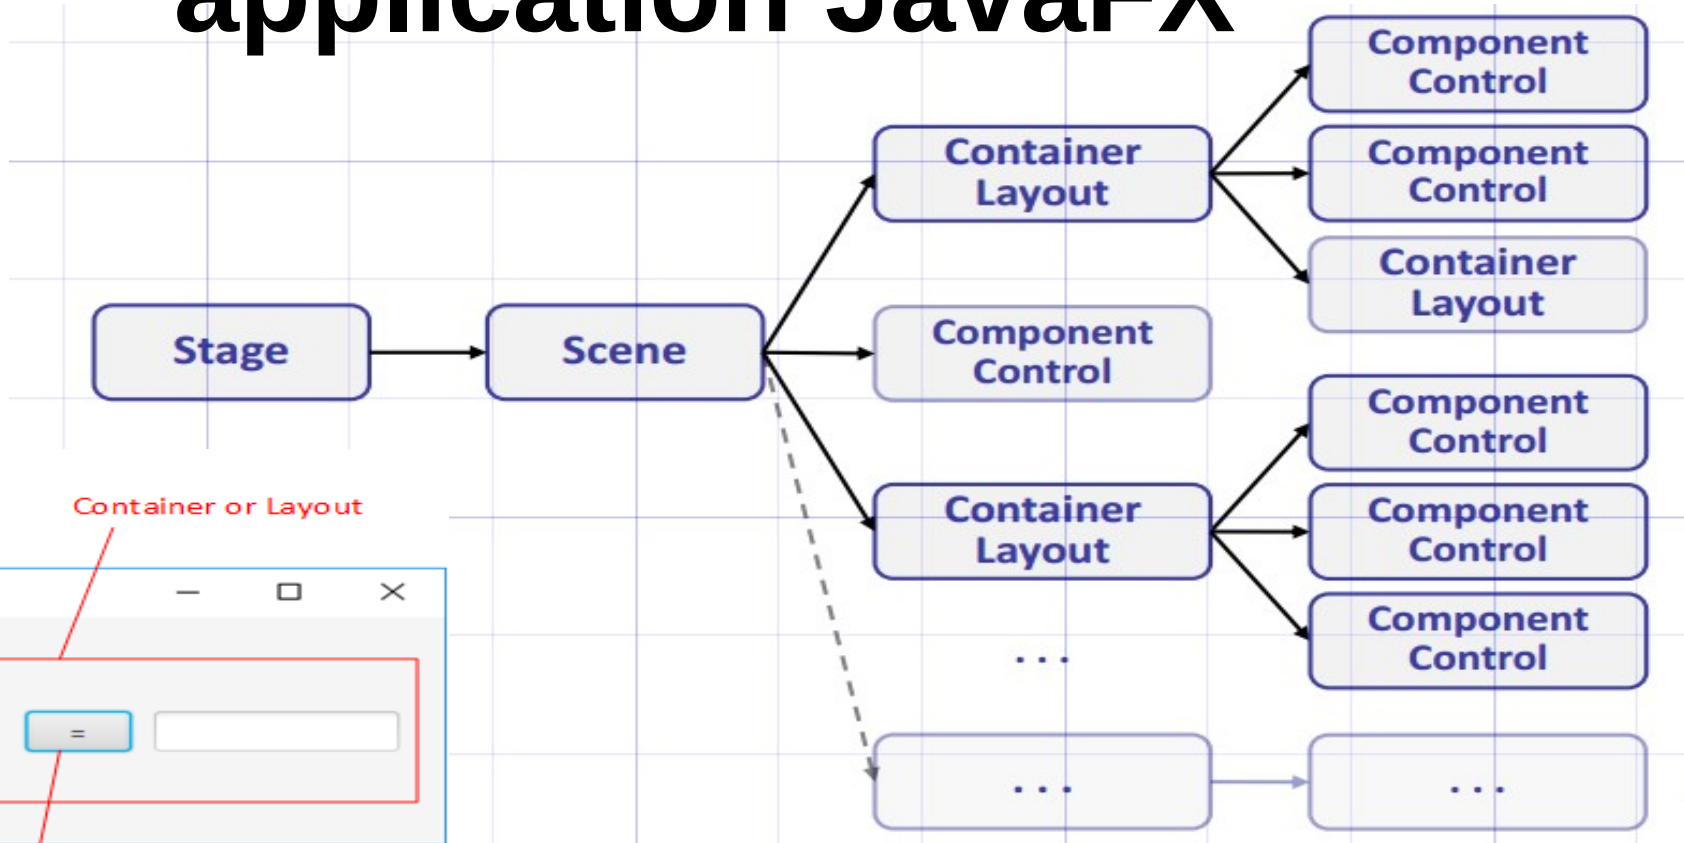 application JavaFX
Component
Control
Container
Layout
Component
Control
Container
Layout
Stage
Scene
Component
Control
Component
Control
Container
Layout
Component
Control
Component
Control
. . .
. . .
. . .
Container or Layout
=